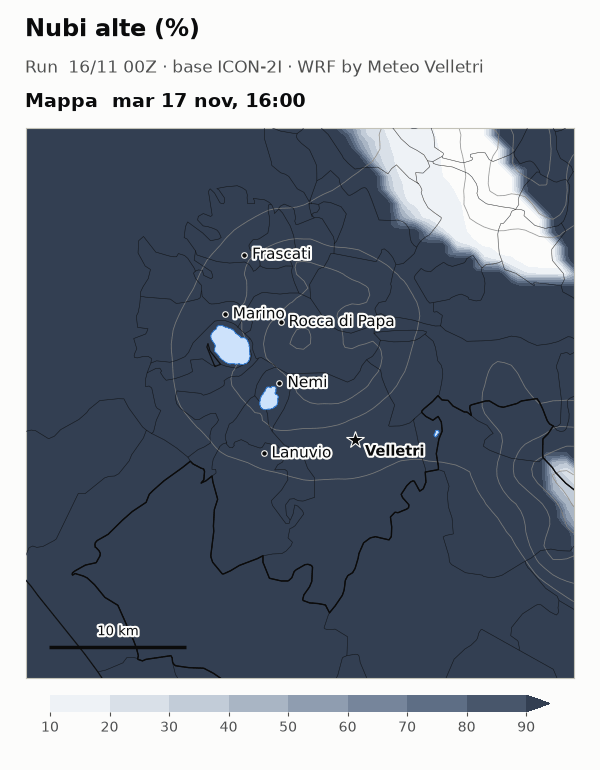 Nubi alte (%)
Run  16/11 00Z · base ICON-2I · WRF by Meteo Velletri
Mappa  mar 17 nov, 16:00
Frascati
Marino
Rocca di Papa
Nemi
Velletri
Lanuvio
10 km
10 20 30 40 50 60 70 80 90